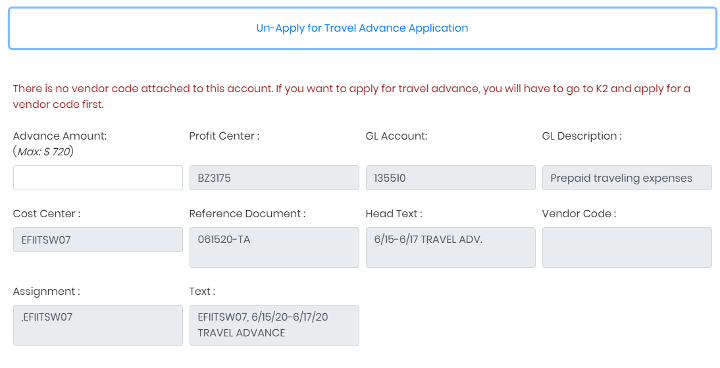 Un-Apply for Travel Advance Application
There is no vendor code attached to this account. If you want to apply for travel advance, you will have to go to K2 and apply for a
vendor code first.
Advance Amount:
(Max: $ 720)
Profit Center :
BZ3175
GL Account:
135510
GL Description :
Prepaid traveling expenses
Cost Center :
EFIITSW07
Reference Document :
061520-TA
Head Text :
6/15-6/17 TRAVEL ADV.
Vendor Code :
Assignment :
,EFIITSW07
Text :
EFIITSW07, 6/15/20-6/17/20
TRAVEL ADVANCE